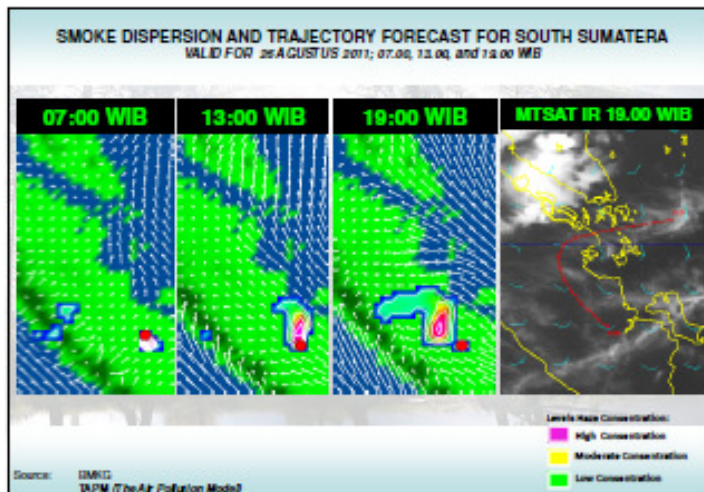 SMOKE DISPERSION AND TRAJECTORY FORECAST FOR SOUTH SUMATERA
VALID FOR 26 AGUSTUS 2011; 07.00, 13.00, and 19.00 WIB
07:00 WIB
13:00 WIB
19:00 WIB
MTSAT IR 19.00 WIB
Levels Haze Concentration:
High Concentration
Moderate Concentration
Low Concentration
Source: BMKG
TAPM (The Air Pollution Model)